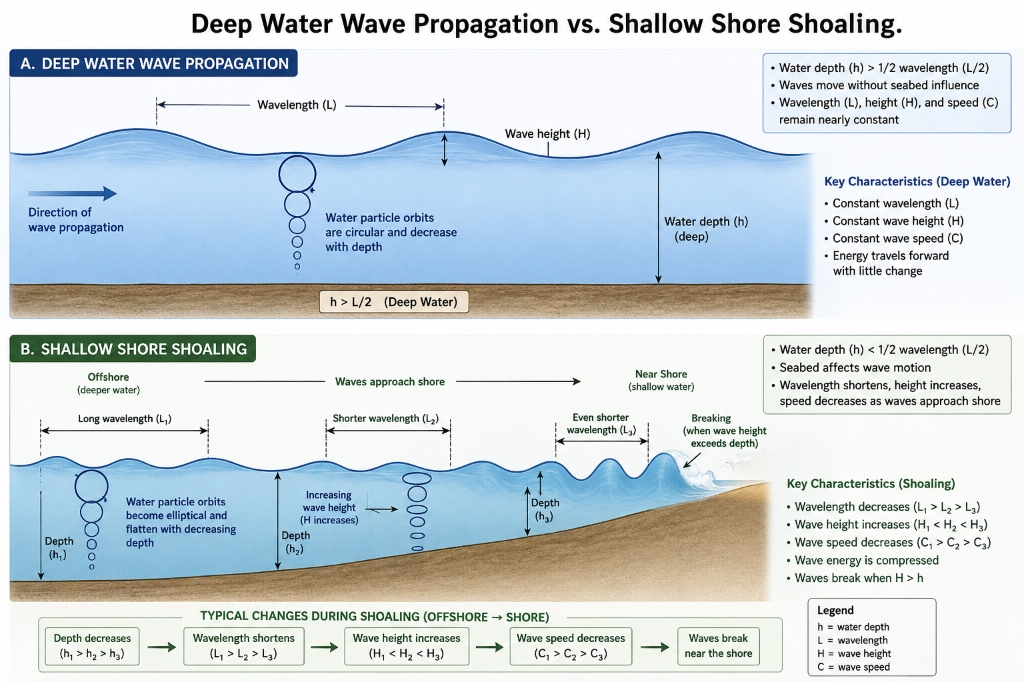 Deep Water Wave Propagation vs. Shallow Shore Shoaling.
A. DEEP WATER WAVE PROPAGATION
• Water depth (h) > 1/2 wavelength (L/2)
• Waves move without seabed influence
• Wavelength (L), height (H), and speed (C)
remain nearly constant
Wavelength (L)
Wave height (H)
Direction of
wave propagation
Water particle orbits
are circular and decrease
with depth
Water depth (h)
(deep)
Key Characteristics (Deep Water)
• Constant wavelength (L)
• Constant wave height (H)
• Constant wave speed (C)
• Energy travels forward
with little change
h > L/2 (Deep Water)
B. SHALLOW SHORE SHOALING
• Water depth (h) < 1/2 wavelength (L/2)
• Seabed affects wave motion
• Wavelength shortens, height increases,
speed decreases as waves approach shore
Offshore
(deeper water)
Waves approach shore
Near Shore
(shallow water)
Long wavelength (L₁)
Shorter wavelength (L₂)
Even shorter
wavelength (L₃)
Breaking
(when wave height
exceeds depth)
Water particle orbits
become elliptical and
flatten with decreasing
depth
Depth
(h₁)
Increasing
wave height
(H increases)
Depth
(h₂)
Depth
(h₃)
Key Characteristics (Shoaling)
• Wavelength decreases (L₁ > L₂ > L₃)
• Wave height increases (H₁ < H₂ < H₃)
• Wave speed decreases (C₁ > C₂ > C₃)
• Wave energy is compressed
• Waves break when H > h
TYPICAL CHANGES DURING SHOALING (OFFSHORE → SHORE)
Depth decreases
(h₁ > h₂ > h₃)
Wavelength shortens
(L₁ > L₂ > L₃)
Wave height increases
(H₁ < H₂ < H₃)
Wave speed decreases
(C₁ > C₂ > C₃)
Waves break
near the shore
Legend
h = water depth
L = wavelength
H = wave height
C = wave speed